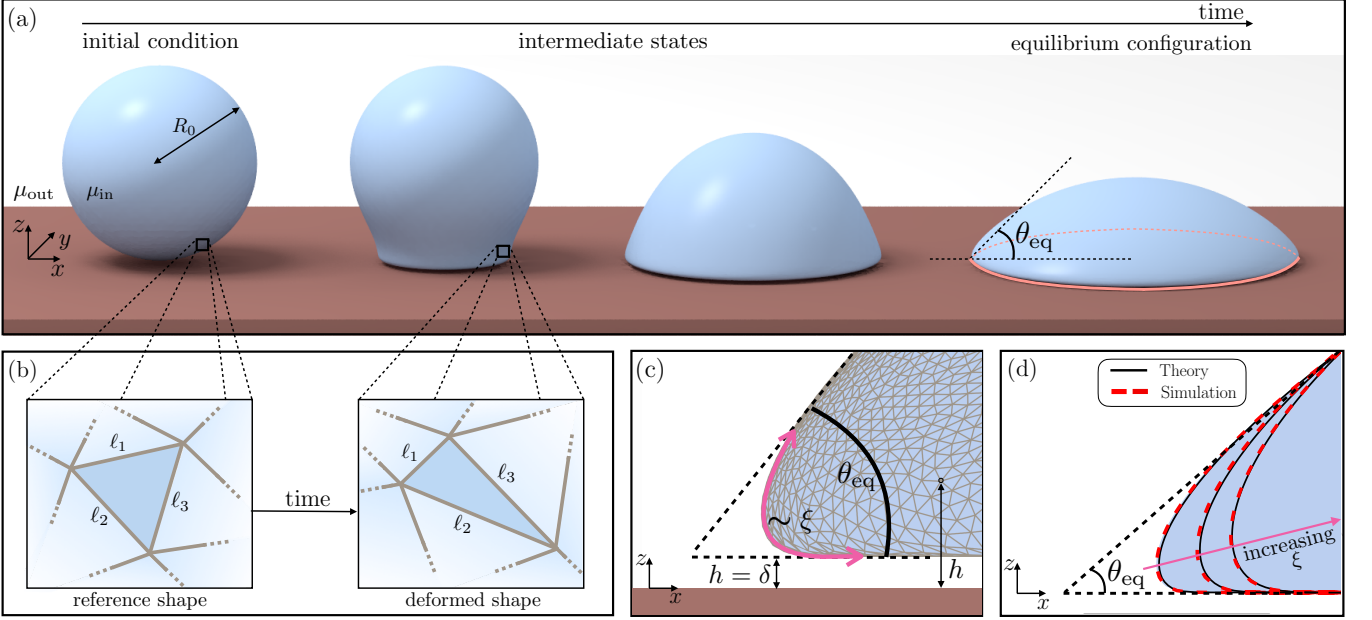 (a)
time
initial condition
intermediate states
equilibrium configuration
R₀
μout
μin
θeq
z
y
x
(b)
ℓ₁
ℓ₂
ℓ₃
time
ℓ₁
ℓ₃
ℓ₂
reference shape
deformed shape
(c)
θeq
∼ ξ
z
h = δ
h
x
(d)
Theory
Simulation
increasing
ξ
θeq
z
x